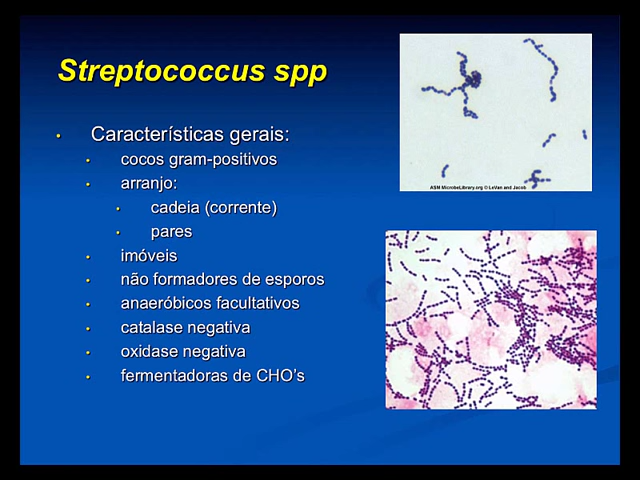 Streptococcus spp
• Características gerais:
• cocos gram-positivos
• arranjo:
• cadeia (corrente)
• pares
• imóveis
• não formadores de esporos
• anaeróbicos facultativos
• catalase negativa
• oxidase negativa
• fermentadoras de CHO's
ASM MicrobeLibrary.org © LeVan and Jacob